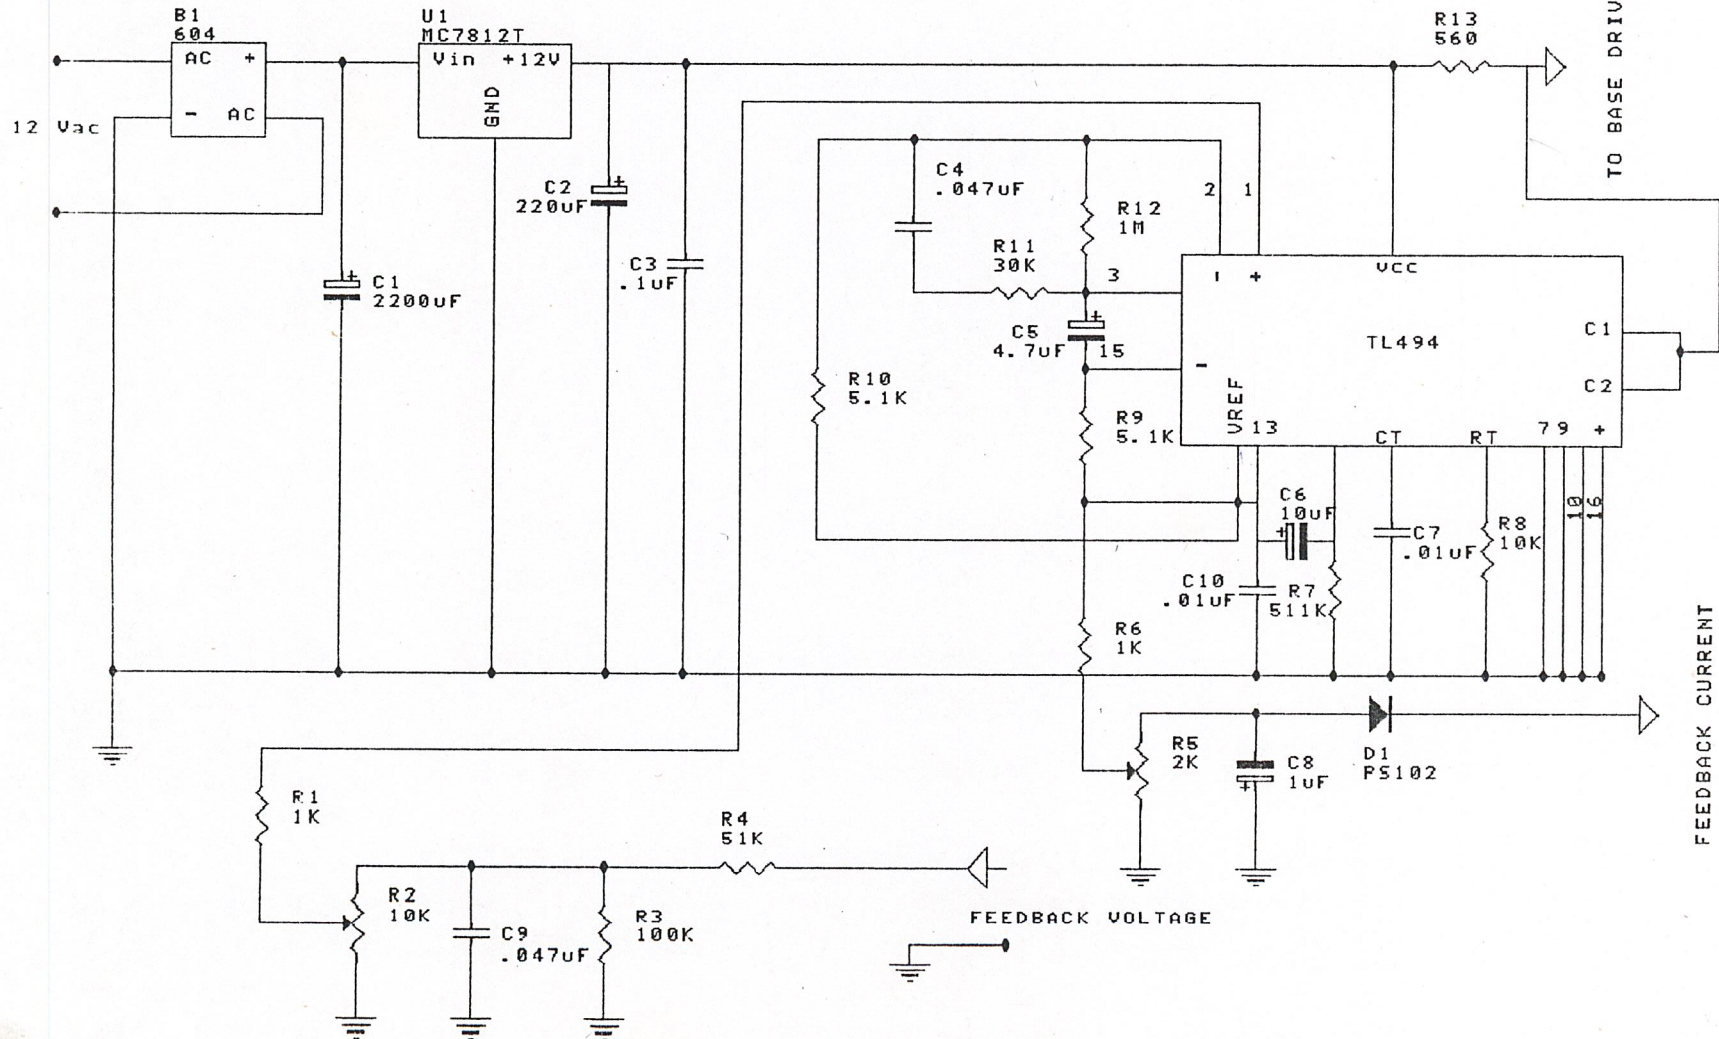 B1
604
AC +
- AC
12 Vac
U1
MC7812T
Vin +12V
GND
C1
2200uF
C2
220uF
C3
.1uF
R13
560
TO BASE DRIV
C4
.047uF
R12
1M
R11
30K
2 1
3
C5
4.7uF 15
R10
5.1K
R9
5.1K
- +
VCC
-
TL494
C1
C2
VREF
13
CT
RT
7 9 +
10
16
C6
10uF
C7
.01uF
R8
10K
C10
.01uF
R7
511K
R6
1K
R5
2K
C8
1uF
D1
PS102
FEEDBACK CURRENT
R1
1K
R2
10K
C9
.047uF
R3
100K
R4
51K
FEEDBACK VOLTAGE